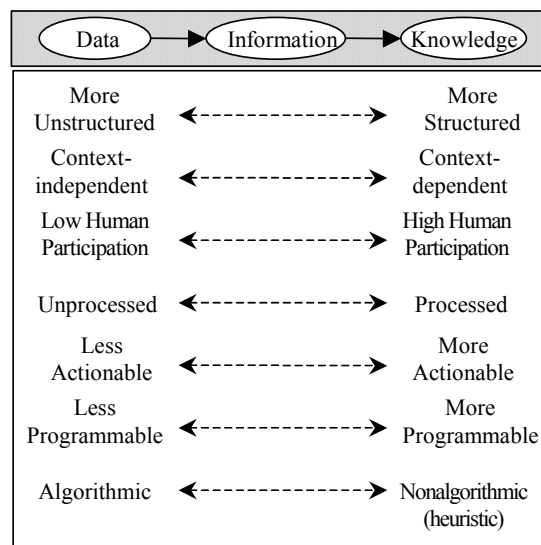 Data Information Knowledge
More More
Unstructured Structured
Context- Context-
independent dependent
Low Human High Human
Participation Participation
Unprocessed Processed
Less More
Actionable Actionable
Less More
Programmable Programmable
Algorithmic Nonalgorithmic
(heuristic)